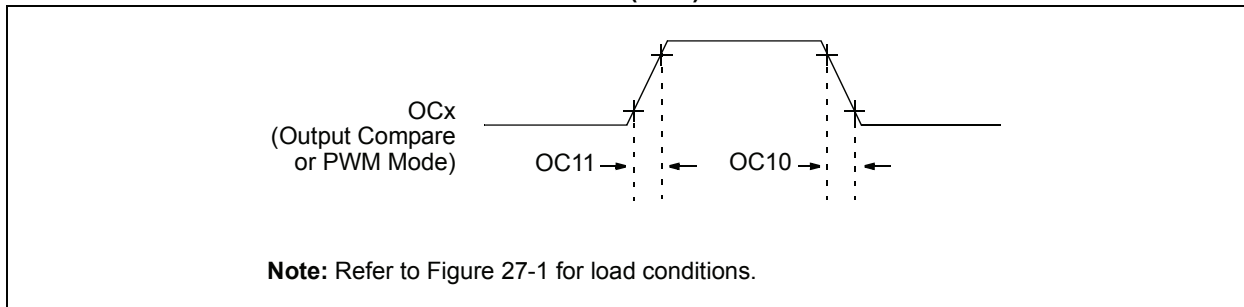 OCx
(Output Compare
or PWM Mode)
OC11
OC10
Note: Refer to Figure 27-1 for load conditions.